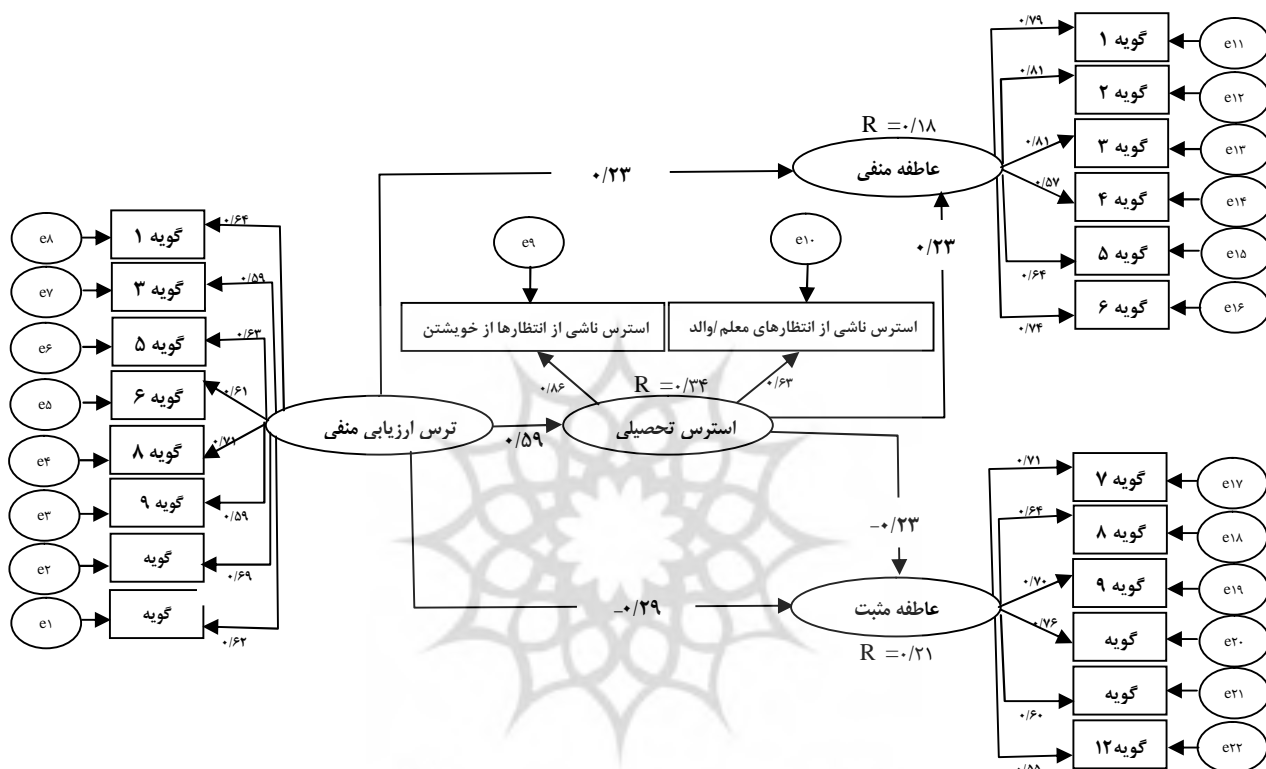 ۰/۷۹
گویه ۱
e۱۱
۰/۸۱
گویه ۲
e۱۲
R =۰/۱۸
۰/۸۱
گویه ۳
e۱۳
عاطفه منفی
۰/۲۳
۰/۵۷
گویه ۴
e۱۴
۰/۶۴
گویه ۵
e۱۵
۰/۲۳
۰/۷۴
گویه ۶
e۱۶
e۹
e۱۰
استرس ناشی از انتظارها از خویشتن
استرس ناشی از انتظارهای معلم/والد
۰/۸۶
R =۰/۳۴
۰/۶۳
e۸
گویه ۱
۰/۶۴
e۷
گویه ۳
۰/۵۹
e۶
گویه ۵
۰/۶۳
e۵
گویه ۶
۰/۶۱
e۴
گویه ۸
۰/۷۱
e۳
گویه ۹
۰/۵۹
e۲
گویه
۰/۶۹
e۱
گویه
۰/۶۲
ترس ارزیابی منفی
۰/۵۹
استرس تحصیلی
–۰/۲۳
–۰/۲۹
عاطفه مثبت
R =۰/۲۱
۰/۷۱
گویه ۷
e۱۷
۰/۶۴
گویه ۸
e۱۸
۰/۷۰
گویه ۹
e۱۹
۰/۷۶
گویه
e۲۰
۰/۶۰
گویه
e۲۱
۰/۵۵
گویه۱۲
e۲۲